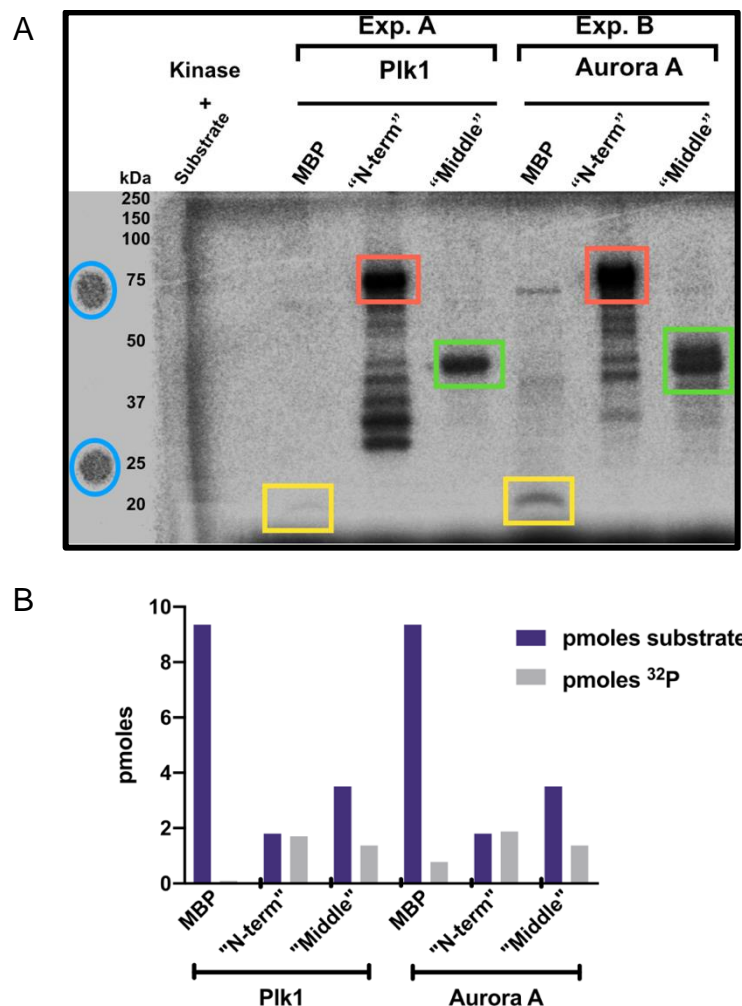 A
Exp. A
Exp. B
Kinase
Plk1
Aurora A
+
Substrate
MBP
“N-term”
“Middle”
MBP
“N-term”
“Middle”
kDa
250
150
100
75
50
37
25
20
B
10
8
6
4
2
0
pmoles
pmoles substrate
pmoles ³²P
MBP
"N-term"
"Middle"
MBP
"N-term"
"Middle"
Plk1
Aurora A